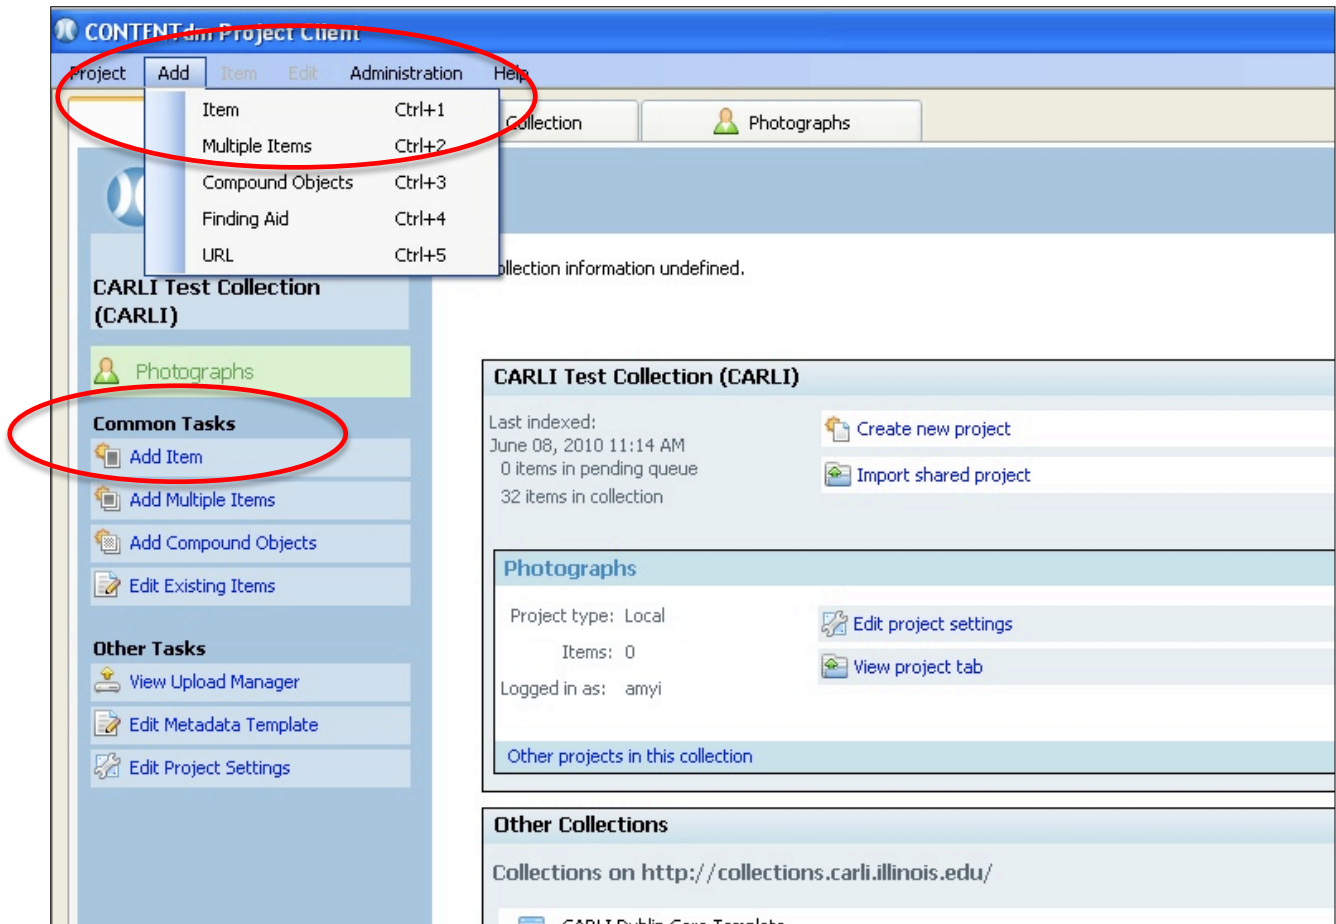 CONTENTdm Project Client
Project Add Item Edit Administration Help
Item Ctrl+1
Multiple Items Ctrl+2
Compound Objects Ctrl+3
Finding Aid Ctrl+4
URL Ctrl+5
Collection
Photographs
CARLI Test Collection
(CARLI)
Photographs
Common Tasks
Add Item
Add Multiple Items
Add Compound Objects
Edit Existing Items
Other Tasks
View Upload Manager
Edit Metadata Template
Edit Project Settings
ollection information undefined.
CARLI Test Collection (CARLI)
Last indexed:
June 08, 2010 11:14 AM
0 items in pending queue
32 items in collection
Create new project
Import shared project
Photographs
Project type: Local
Items: 0
Logged in as: amyi
Edit project settings
View project tab
Other projects in this collection
Other Collections
Collections on http://collections.carli.illinois.edu/
CARLI Dublin Core Template